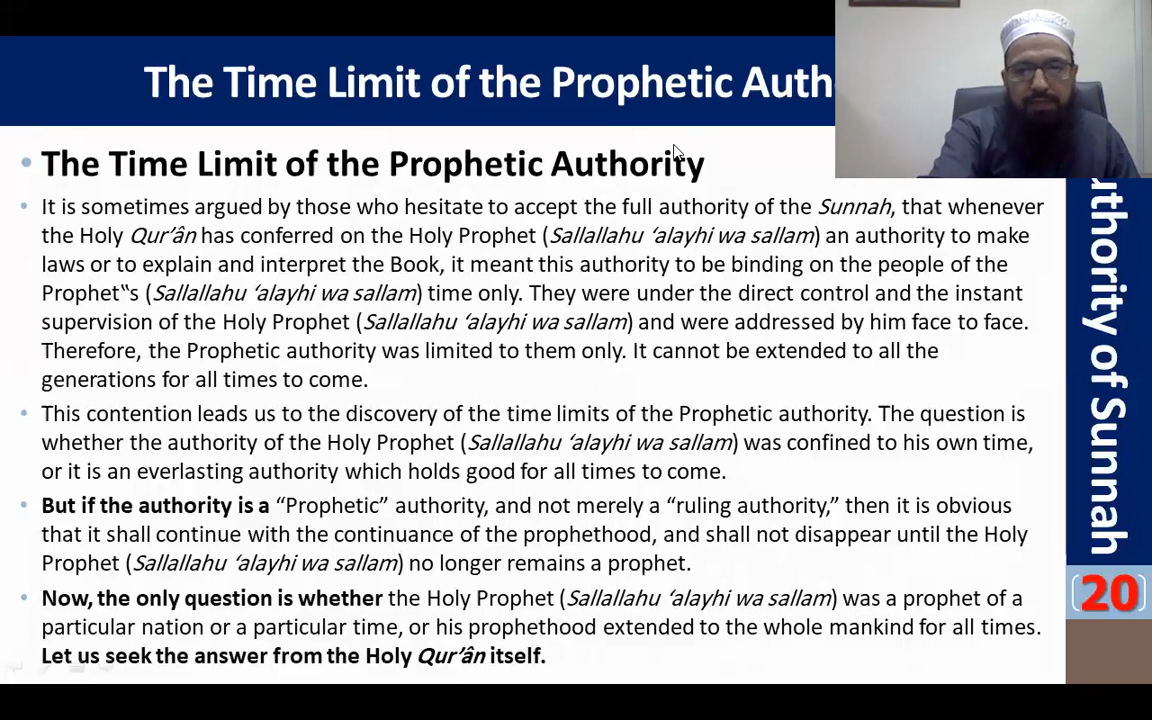 The Time Limit of the Prophetic Auth
• The Time Limit of the Prophetic Authority
• It is sometimes argued by those who hesitate to accept the full authority of the Sunnah, that whenever
the Holy Qur’ân has conferred on the Holy Prophet (Sallallahu ‘alayhi wa sallam) an authority to make
laws or to explain and interpret the Book, it meant this authority to be binding on the people of the
Prophet‟s (Sallallahu ‘alayhi wa sallam) time only. They were under the direct control and the instant
supervision of the Holy Prophet (Sallallahu ‘alayhi wa sallam) and were addressed by him face to face.
Therefore, the Prophetic authority was limited to them only. It cannot be extended to all the
generations for all times to come.
• This contention leads us to the discovery of the time limits of the Prophetic authority. The question is
whether the authority of the Holy Prophet (Sallallahu ‘alayhi wa sallam) was confined to his own time,
or it is an everlasting authority which holds good for all times to come.
• But if the authority is a “Prophetic” authority, and not merely a “ruling authority,” then it is obvious
that it shall continue with the continuance of the prophethood, and shall not disappear until the Holy
Prophet (Sallallahu ‘alayhi wa sallam) no longer remains a prophet.
• Now, the only question is whether the Holy Prophet (Sallallahu ‘alayhi wa sallam) was a prophet of a
particular nation or a particular time, or his prophethood extended to the whole mankind for all times.
Let us seek the answer from the Holy Qur’ân itself.
uthority of Sunnah
(20)